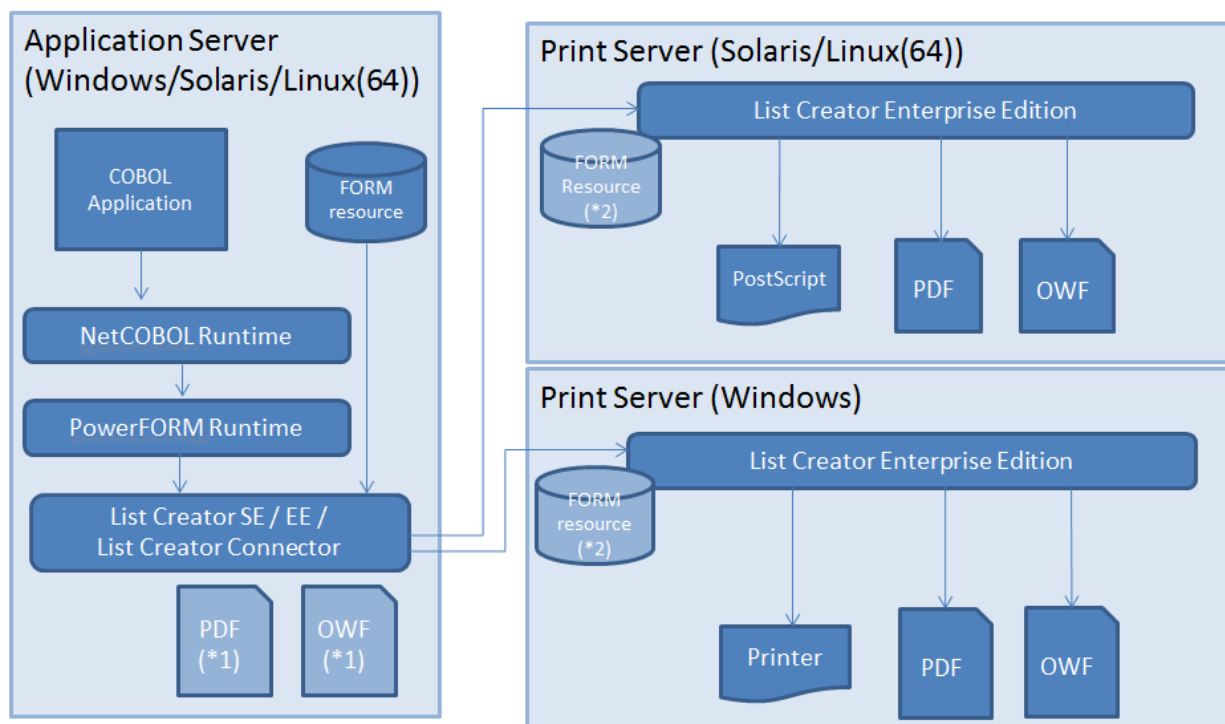 Application Server
(Windows/Solaris/Linux(64))
COBOL
Application
FORM
resource
NetCOBOL Runtime
PowerFORM Runtime
List Creator SE / EE /
List Creator Connector
PDF
(*1)
OWF
(*1)
Print Server (Solaris/Linux(64))
List Creator Enterprise Edition
FORM
Resource
(*2)
PostScript
PDF
OWF
Print Server (Windows)
List Creator Enterprise Edition
FORM
resource
(*2)
Printer
PDF
OWF